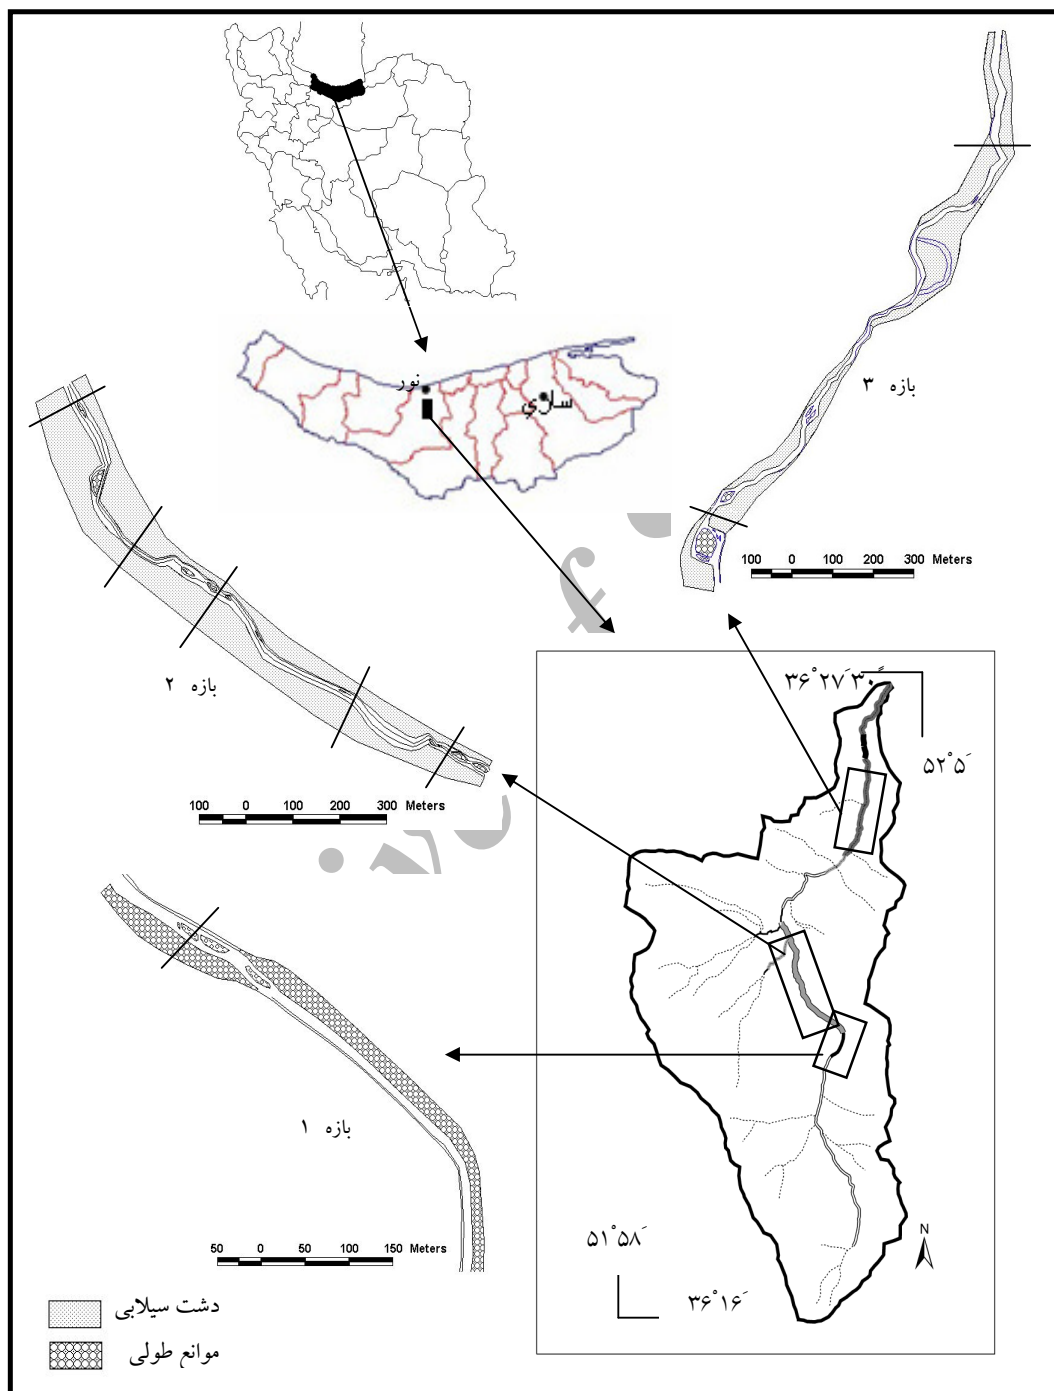 نور
ساري
بازه ۳
100 0 100 200 300 Meters
بازه ۲
100 0 100 200 300 Meters
۳۶°۲۷´۳۰ً
۵۲°۵´
بازه ۱
50 0 50 100 150 Meters
N
۵۱°۵۸´
۳۶°۱۶´
دشت سیلابی
موانع طولی